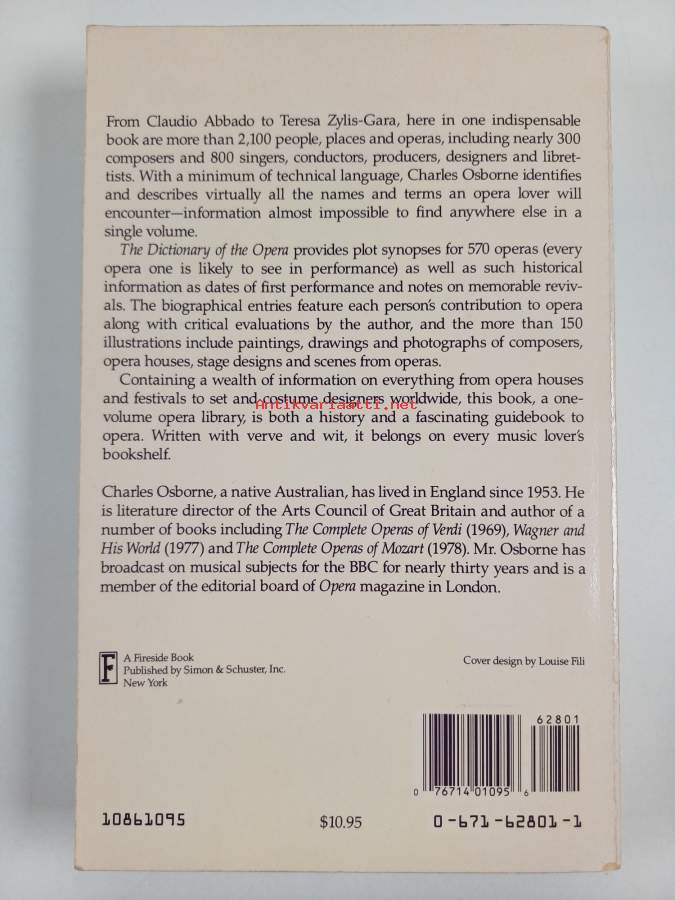 From Claudio Abbado to Teresa Zylis-Gara, here in one indispensable
book are more than 2,100 people, places and operas, including nearly 300
composers and 800 singers, conductors, producers, designers and libret-
tists. With a minimum of technical language, Charles Osborne identifies
and describes virtually all the names and terms an opera lover will
encounter—information almost impossible to find anywhere else in a
single volume.
The Dictionary of the Opera provides plot synopses for 570 operas (every
opera one is likely to see in performance) as well as such historical
information as dates of first performance and notes on memorable reviv-
als. The biographical entries feature each person's contribution to opera
along with critical evaluations by the author, and the more than 150
illustrations include paintings, drawings and photographs of composers,
opera houses, stage designs and scenes from operas.
Containing a wealth of information on everything from opera houses
and festivals to set and costume designers worldwide, this book, a one-
Antikvariaatti.net
volume opera library, is both a history and a fascinating guidebook to
opera. Written with verve and wit, it belongs on every music lover's
bookshelf.
Charles Osborne, a native Australian, has lived in England since 1953. He
is literature director of the Arts Council of Great Britain and author of a
number of books including The Complete Operas of Verdi (1969), Wagner and
His World (1977) and The Complete Operas of Mozart (1978). Mr. Osborne has
broadcast on musical subjects for the BBC for nearly thirty years and is a
member of the editorial board of Opera magazine in London.
F
A Fireside Book
Published by Simon & Schuster, Inc.
New York
Cover design by Louise Fili
62801
0 76714 01095 6
10861095
$10.95
0-671-62801-1